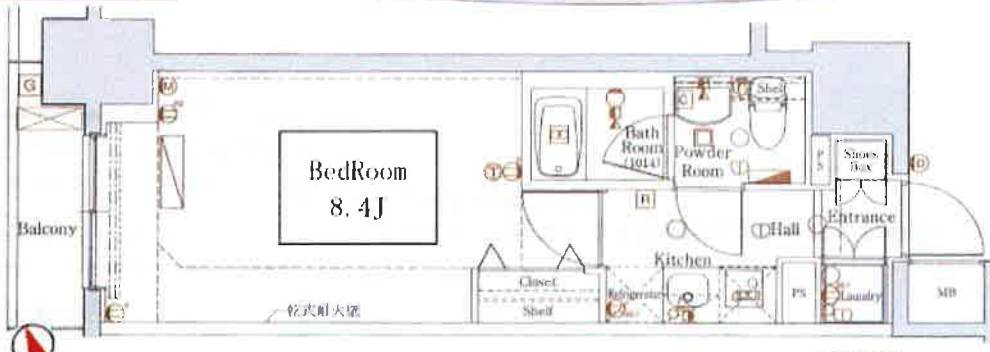 G
M
BedRoom
8.4J
Balcony
T
Bath
Room
(1014)
C
Shelf
Powder
Room
R
PS
Shoes
Box
D
Entrance
Hall
Kitchen
Closet
Shelf
Refrigerator
PS
Laundry
MB
乾式耐火壁